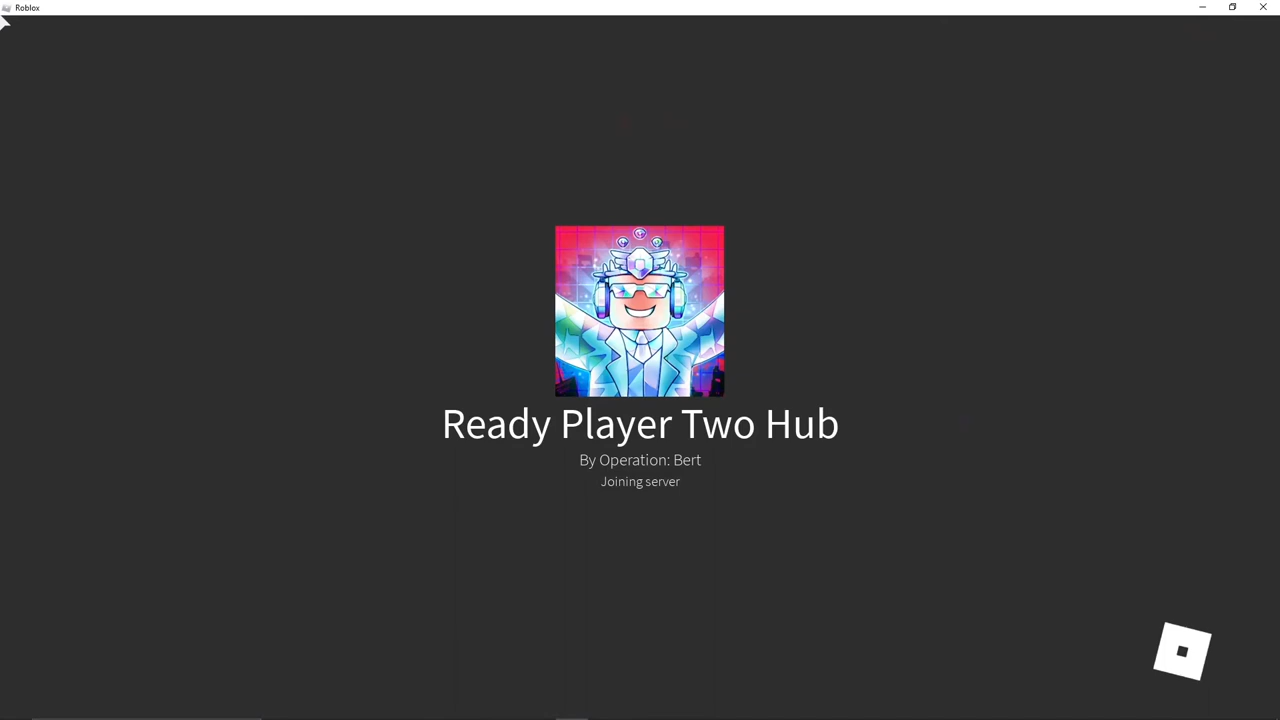 Roblox
Ready Player Two Hub
By Operation: Bert
Joining server